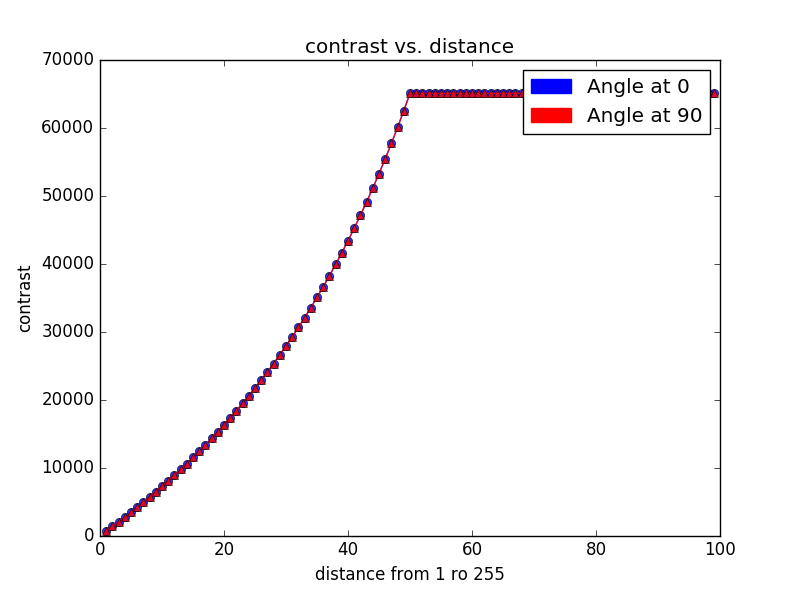 contrast vs. distance
70000
60000
50000
40000
30000
20000
10000
0
contrast
Angle at 0
Angle at 90
0 20 40 60 80 100
distance from 1 ro 255